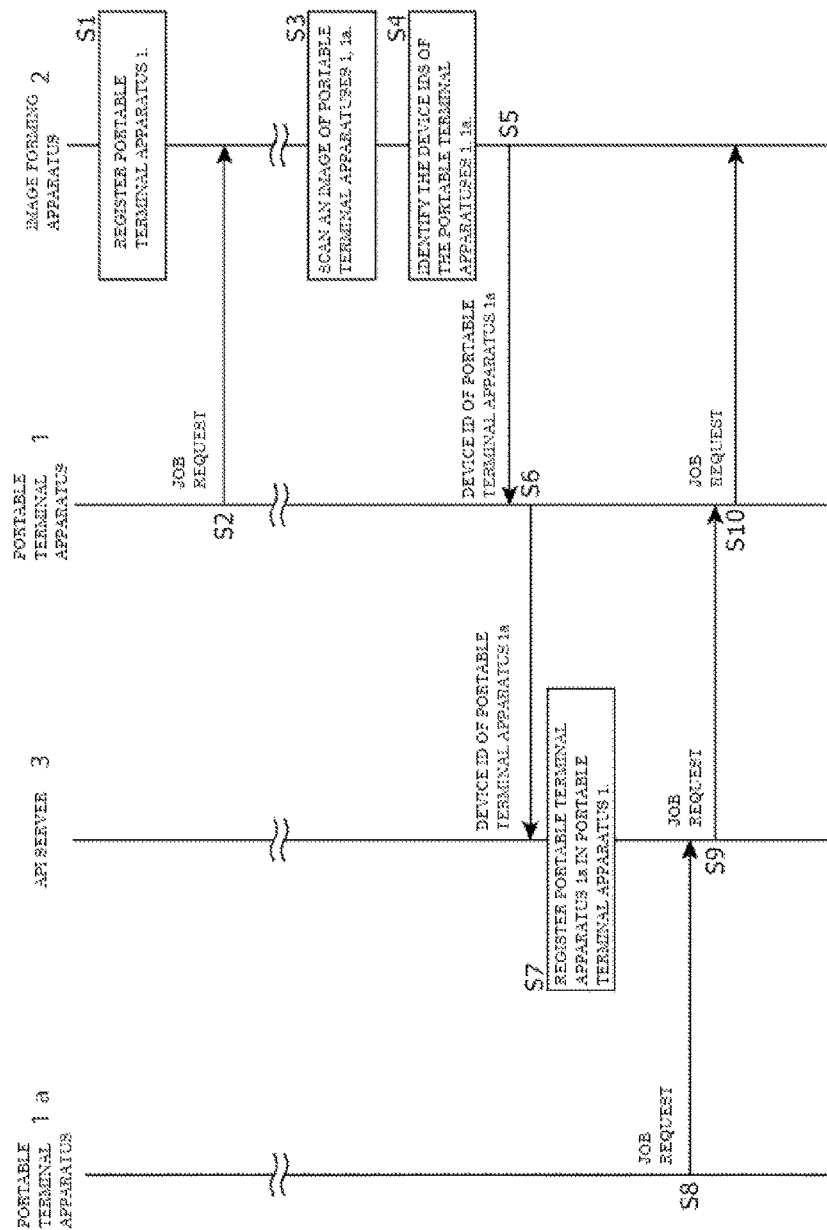 PORTABLE
TERMINAL 1a
APPARATUS
API SERVER 3
PORTABLE
TERMINAL 1
APPARATUS
IMAGE FORMING 2
APPARATUS
S1
REGISTER PORTABLE
TERMINAL APPARATUS 1.
JOB
REQUEST
S2
S3
SCAN AN IMAGE OF PORTABLE
TERMINAL APPARATUSES 1, 1a.
S4
IDENTIFY THE DEVICE IDS OF
THE PORTABLE TERMINAL
APPARATUSES 1, 1a.
S5
DEVICE ID OF PORTABLE
TERMINAL APPARATUS 1a
S6
DEVICE ID OF PORTABLE
TERMINAL APPARATUS 1a
S7
REGISTER PORTABLE TERMINAL
APPARATUS 1a IN PORTABLE
TERMINAL APPARATUS 1.
JOB
REQUEST
S8
JOB
REQUEST
S9
JOB
REQUEST
S10